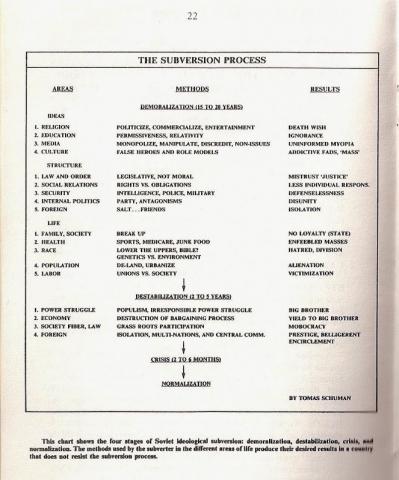 22
THE SUBVERSION PROCESS
AREAS METHODS RESULTS
DEMORALIZATION (15 TO 20 YEARS)
IDEAS
1. RELIGION POLITICIZE, COMMERCIALIZE, ENTERTAINMENT DEATH WISH
2. EDUCATION PERMISSIVENESS, RELATIVITY IGNORANCE
3. MEDIA MONOPOLIZE, MANIPULATE, DISCREDIT, NON-ISSUES UNINFORMED MYOPIA
4. CULTURE FALSE HEROES AND ROLE MODELS ADDICTIVE FADS, 'MASS'
STRUCTURE
1. LAW AND ORDER LEGISLATIVE, NOT MORAL MISTRUST 'JUSTICE'
2. SOCIAL RELATIONS RIGHTS VS. OBLIGATIONS LESS INDIVIDUAL RESPONS.
3. SECURITY INTELLIGENCE, POLICE, MILITARY DEFENSELESSNESS
4. INTERNAL POLITICS PARTY, ANTAGONISMS DISUNITY
5. FOREIGN SALT...FRIENDS ISOLATION
LIFE
1. FAMILY, SOCIETY BREAK UP NO LOYALTY (STATE)
2. HEALTH SPORTS, MEDICARE, JUNK FOOD ENFEEBLED MASSES
3. RACE LOWER THE UPPERS, BIBLE? HATRED, DIVISION
GENETICS VS. ENVIRONMENT
4. POPULATION DE-LAND, URBANIZE ALIENATION
5. LABOR UNIONS VS. SOCIETY VICTIMIZATION
DESTABILIZATION (2 TO 5 YEARS)
1. POWER STRUGGLE POPULISM, IRRESPONSIBLE POWER STRUGGLE BIG BROTHER
2. ECONOMY DESTRUCTION OF BARGAINING PROCESS YIELD TO BIG BROTHER
3. SOCIETY FIBER, LAW GRASS ROOTS PARTICIPATION MOBOCRACY
4. FOREIGN ISOLATION, MULTI-NATIONS, AND CENTRAL COMM. PRESTIGE, BELLIGERENT
ENCIRCLEMENT
CRISIS (2 TO 6 MONTHS)
NORMALIZATION
BY TOMAS SCHUMAN
This chart shows the four stages of Soviet ideological subversion: demoralization, destabilization, crisis, and
normalization. The methods used by the subverter in the different areas of life produce their desired results in a country
that does not resist the subversion process.